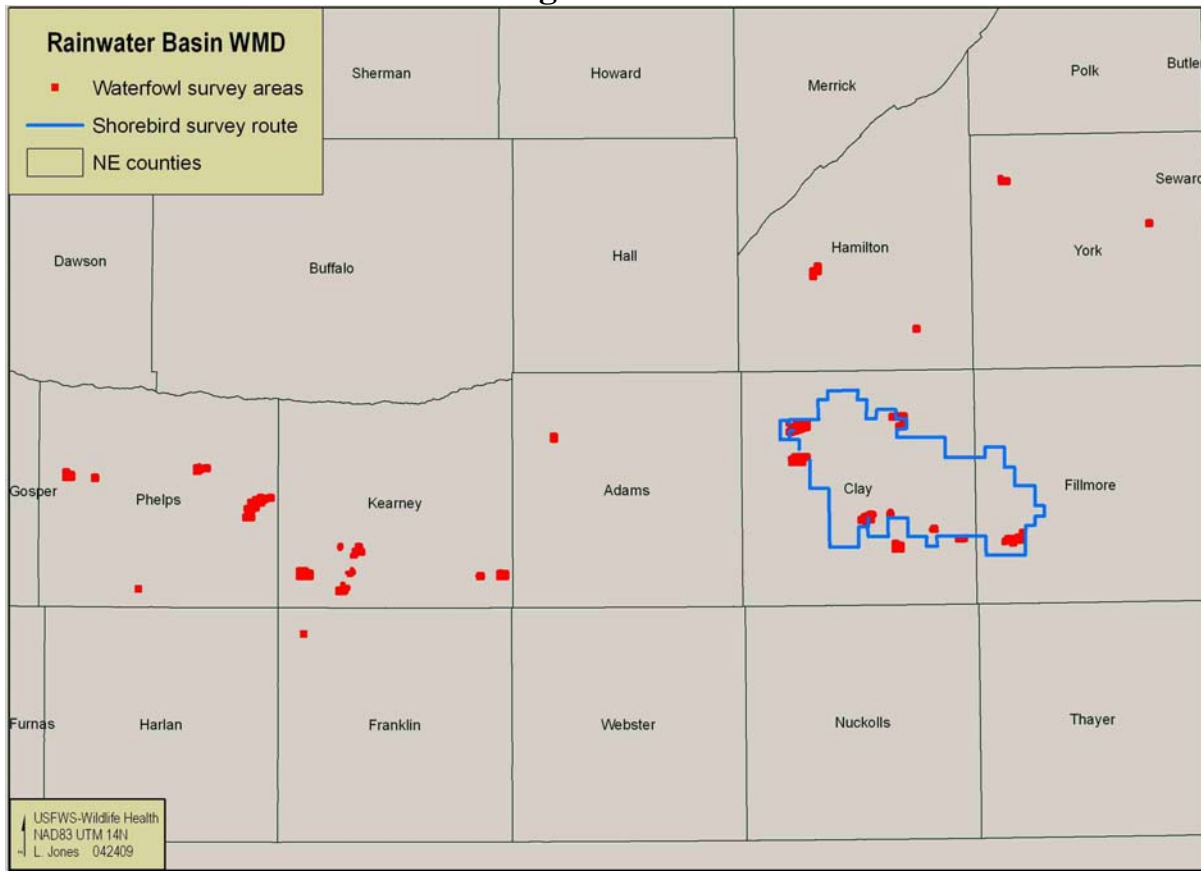 Rainwater Basin WMD
Waterfowl survey areas
Shorebird survey route
NE counties
Sherman
Howard
Merrick
Polk
Butler
Dawson
Buffalo
Hall
Hamilton
York
Seward
Gosper
Phelps
Kearney
Adams
Clay
Fillmore
Furnas
Harlan
Franklin
Webster
Nuckolls
Thayer
USFWS-Wildlife Health
NAD83 UTM 14N
L. Jones 042409